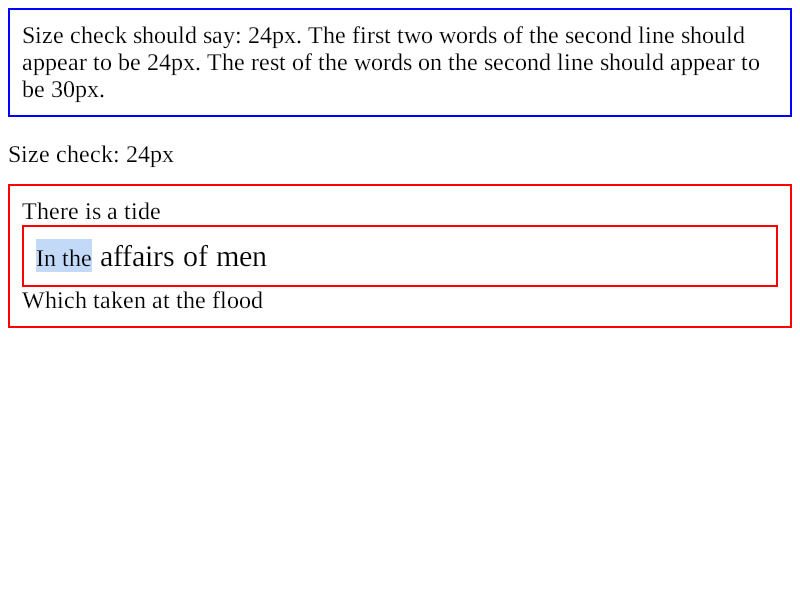 Size check should say: 24px. The first two words of the second line should
appear to be 24px. The rest of the words on the second line should appear to
be 30px.
Size check: 24px
There is a tide
In the affairs of men
Which taken at the flood